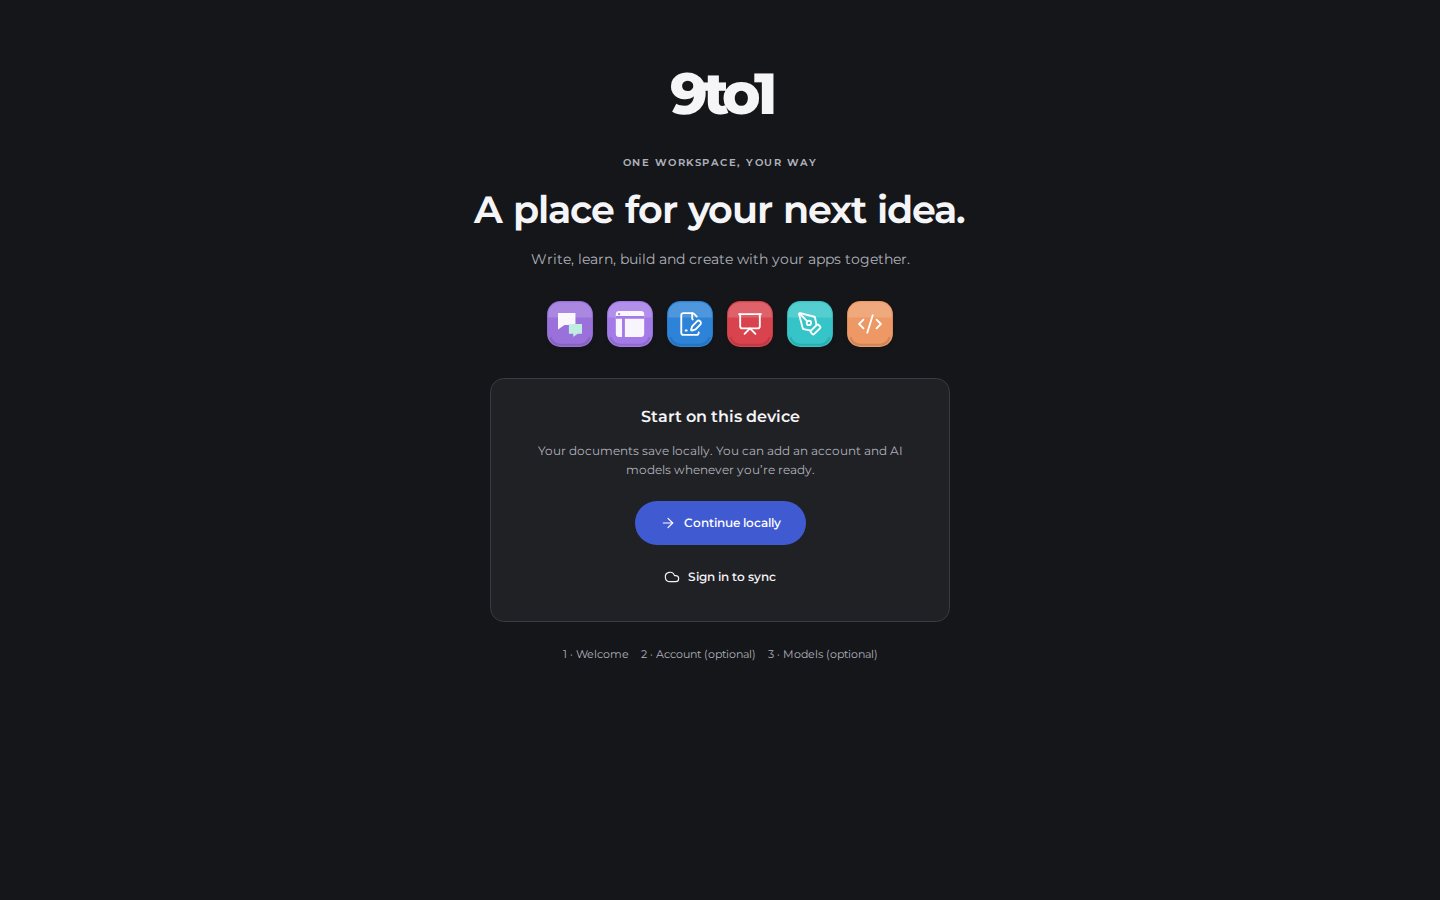 9to1
ONE WORKSPACE, YOUR WAY
A place for your next idea.
Write, learn, build and create with your apps together.
Start on this device
Your documents save locally. You can add an account and AI
models whenever you're ready.
Continue locally
Sign in to sync
1 · Welcome 2 · Account (optional) 3 · Models (optional)